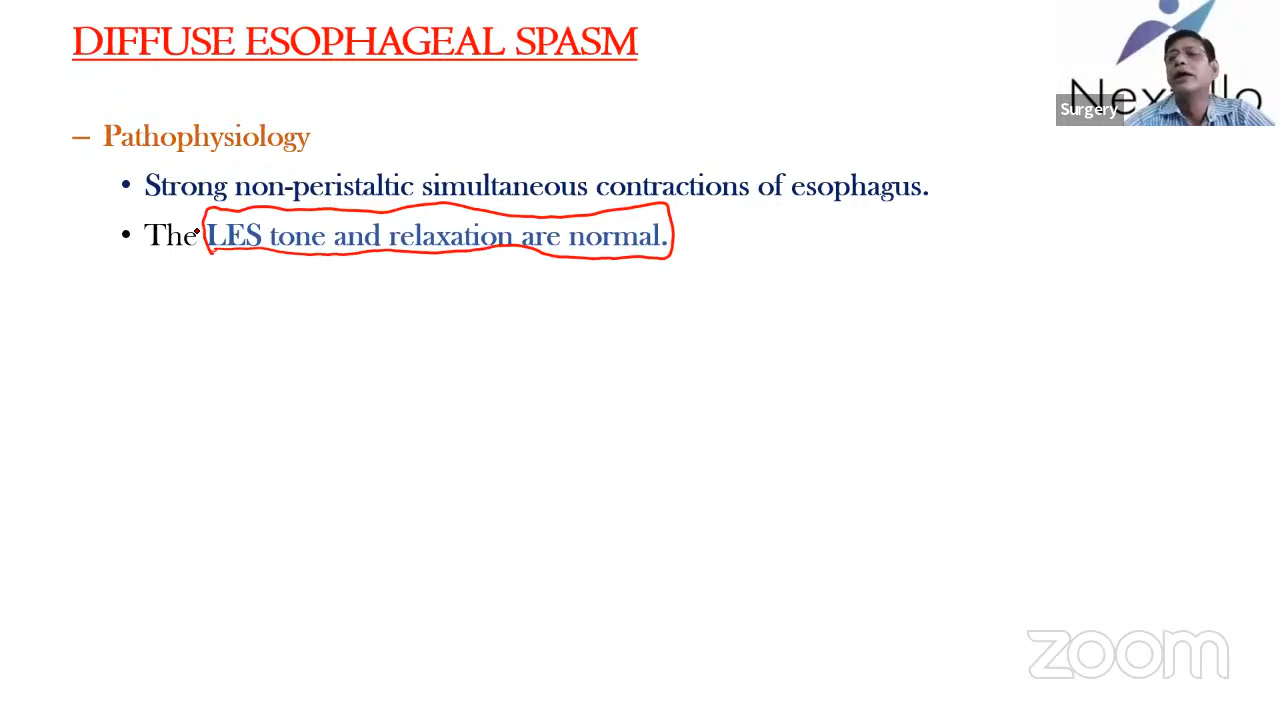 DIFFUSE ESOPHAGEAL SPASM
– Pathophysiology
• Strong non-peristaltic simultaneous contractions of esophagus.
• The LES tone and relaxation are normal.
Surgery
zoom